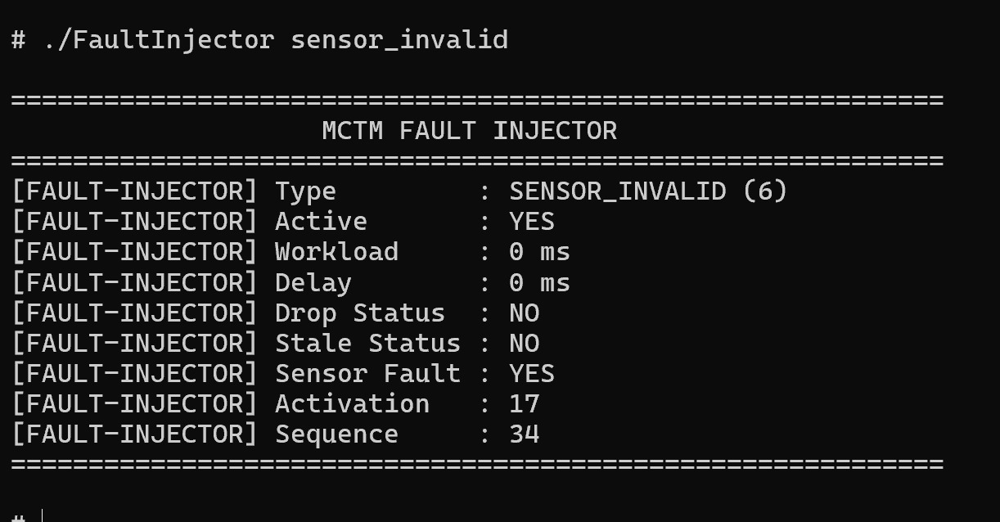 # ./FaultInjector sensor_invalid
============================================================
MCTM FAULT INJECTOR
============================================================
[FAULT-INJECTOR] Type         : SENSOR_INVALID (6)
[FAULT-INJECTOR] Active       : YES
[FAULT-INJECTOR] Workload     : 0 ms
[FAULT-INJECTOR] Delay        : 0 ms
[FAULT-INJECTOR] Drop Status  : NO
[FAULT-INJECTOR] Stale Status : NO
[FAULT-INJECTOR] Sensor Fault : YES
[FAULT-INJECTOR] Activation   : 17
[FAULT-INJECTOR] Sequence     : 34
============================================================
#